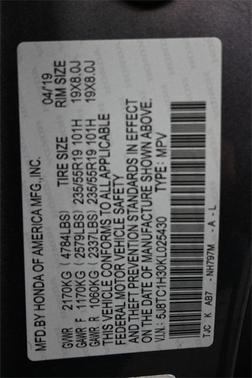 MFD.BY HONDA OF AMERICA MFG.,INC. 04/19
TIRE SIZE RIM SIZE
GVWR 2170KG (4784LBS)
GAWR F 1170KG (2579LBS) 235/55R19 101H 19X8.0J
GAWR R 1060KG (2337LBS) 235/55R19 101H 19X8.0J
THIS VEHICLE CONFORMS TO ALL APPLICABLE
FEDERAL MOTOR VEHICLE SAFETY
AND THEFT PREVENTION STANDARDS IN EFFECT
ON THE DATE OF MANUFACTURE SHOWN ABOVE.
V.I.N.: 5J8TC1H30KL025430 TYPE: MPV
TJC K AB7 - NH797M - A - L